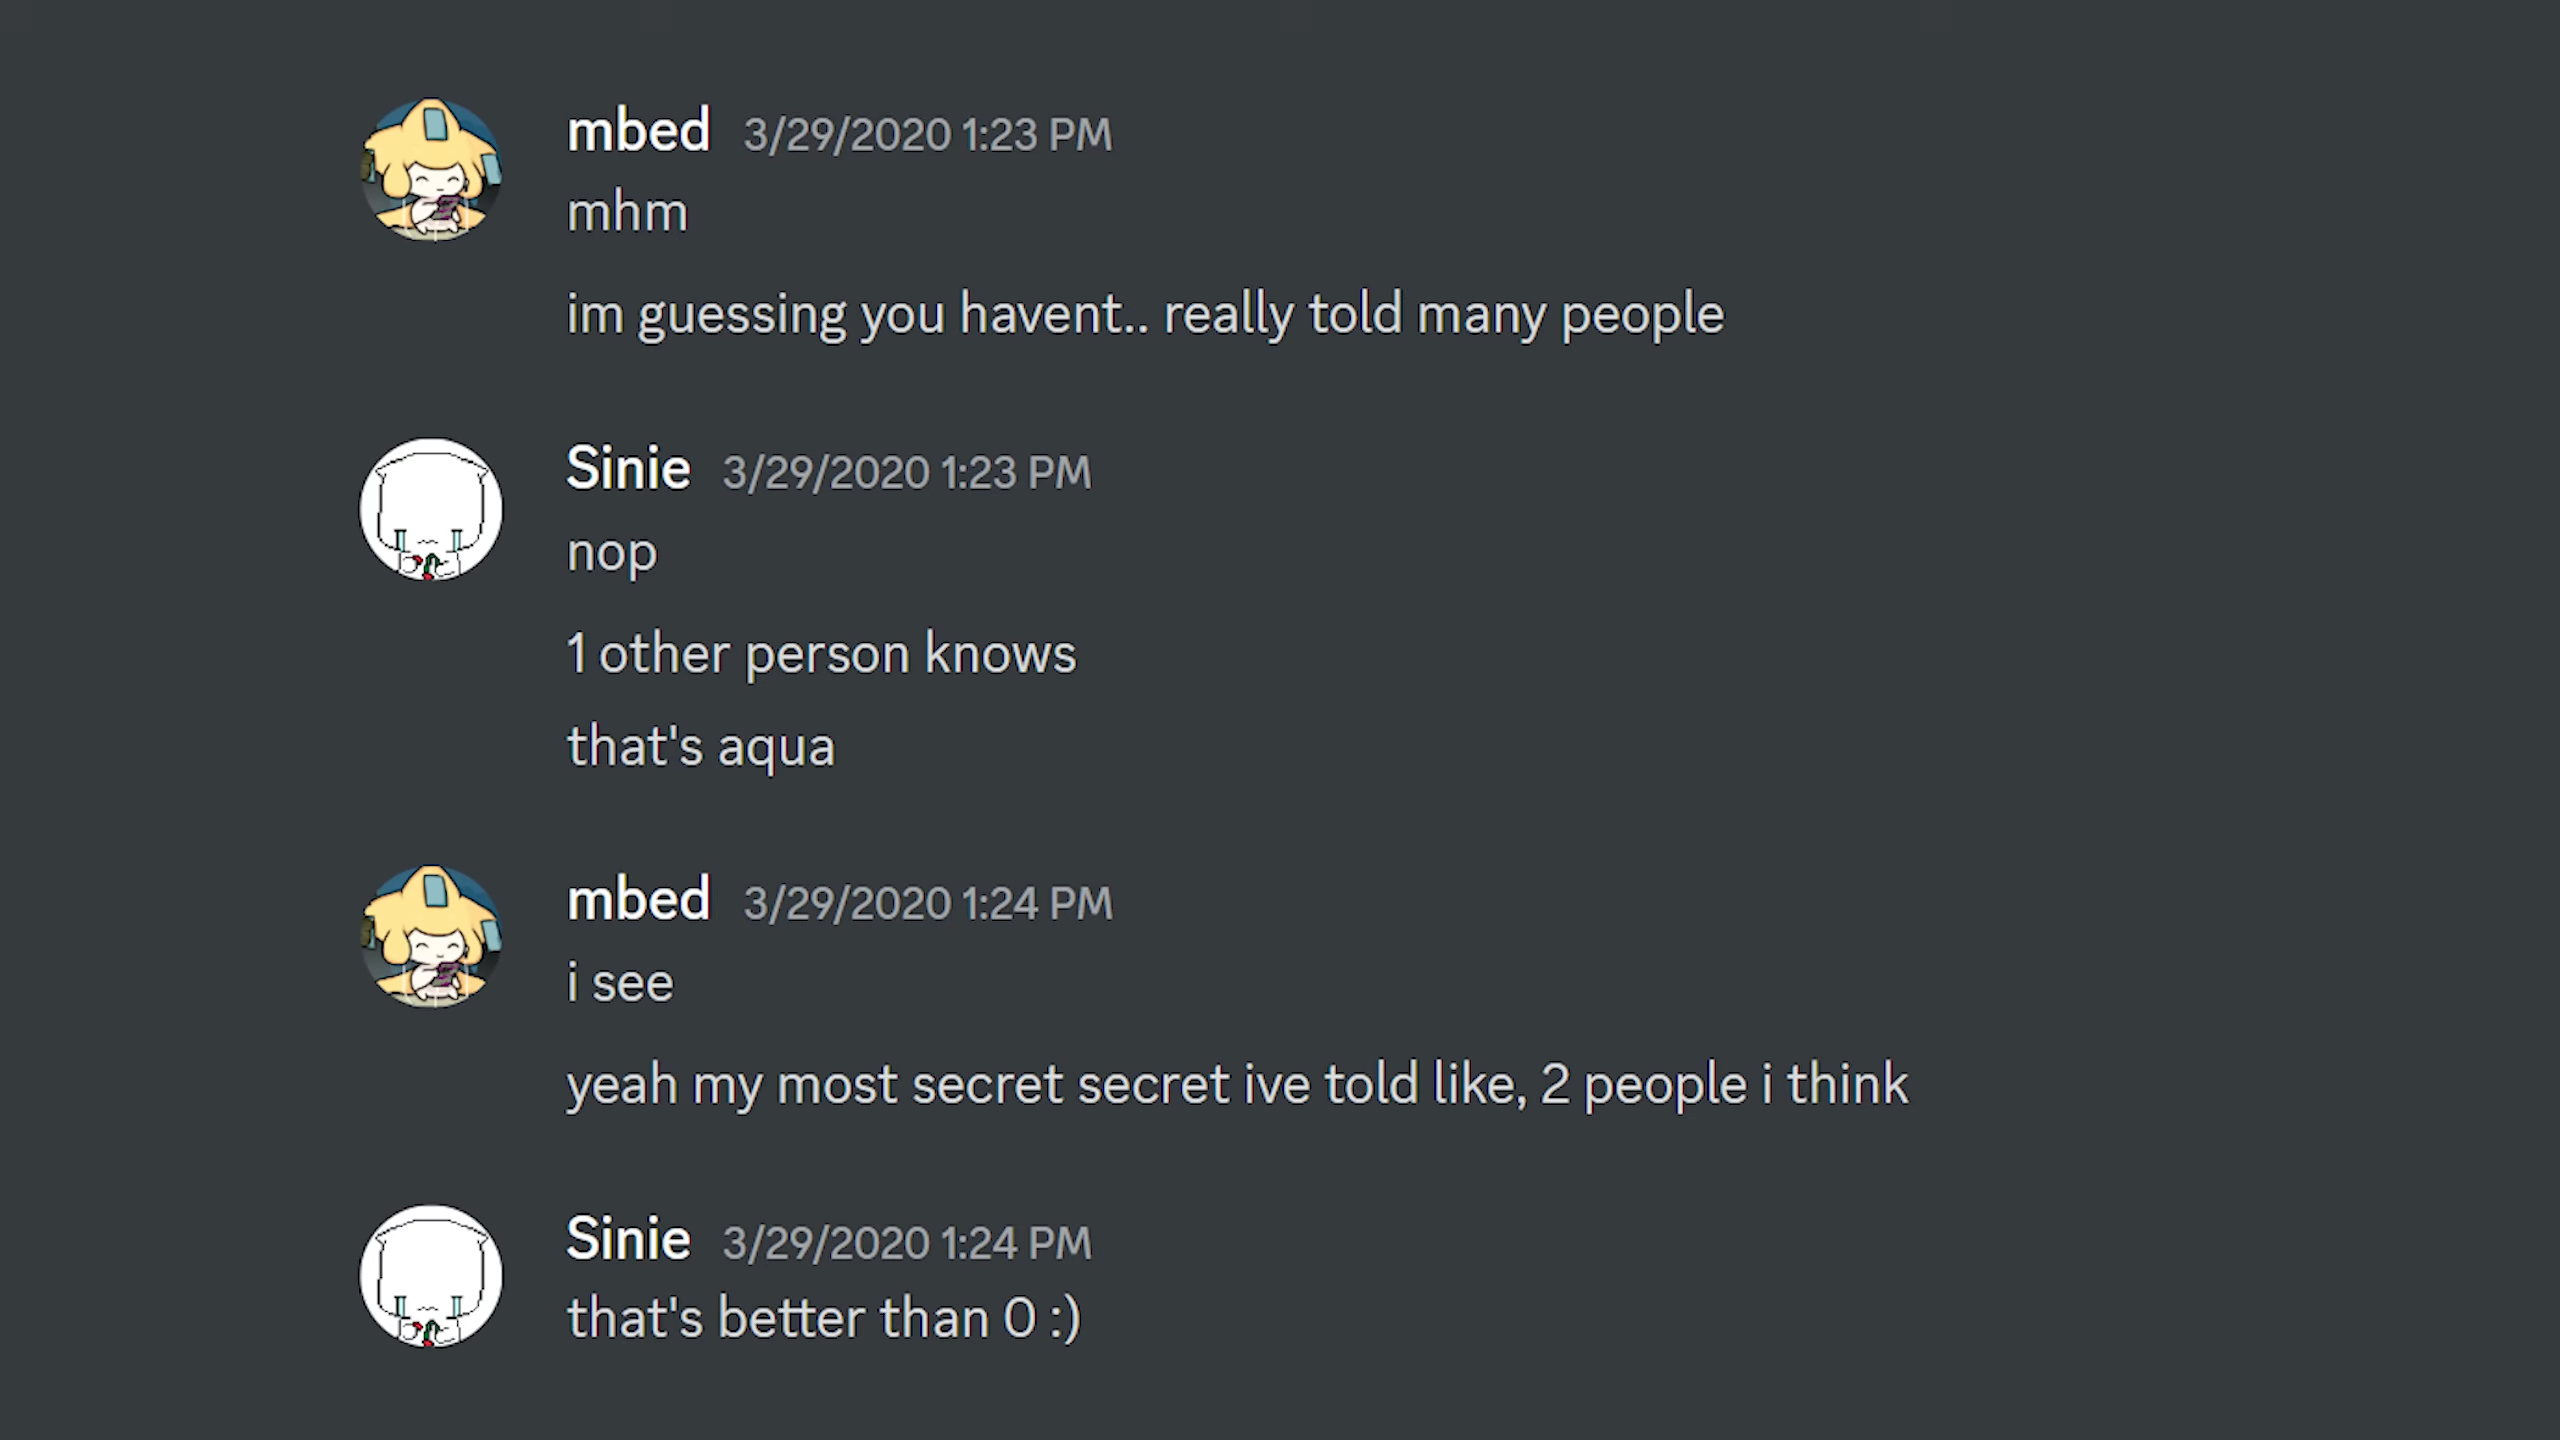 mbed 3/29/2020 1:23 PM
mhm
im guessing you havent.. really told many people
Sinie 3/29/2020 1:23 PM
nop
1 other person knows
that's aqua
mbed 3/29/2020 1:24 PM
i see
yeah my most secret secret ive told like, 2 people i think
Sinie 3/29/2020 1:24 PM
that's better than 0 :)